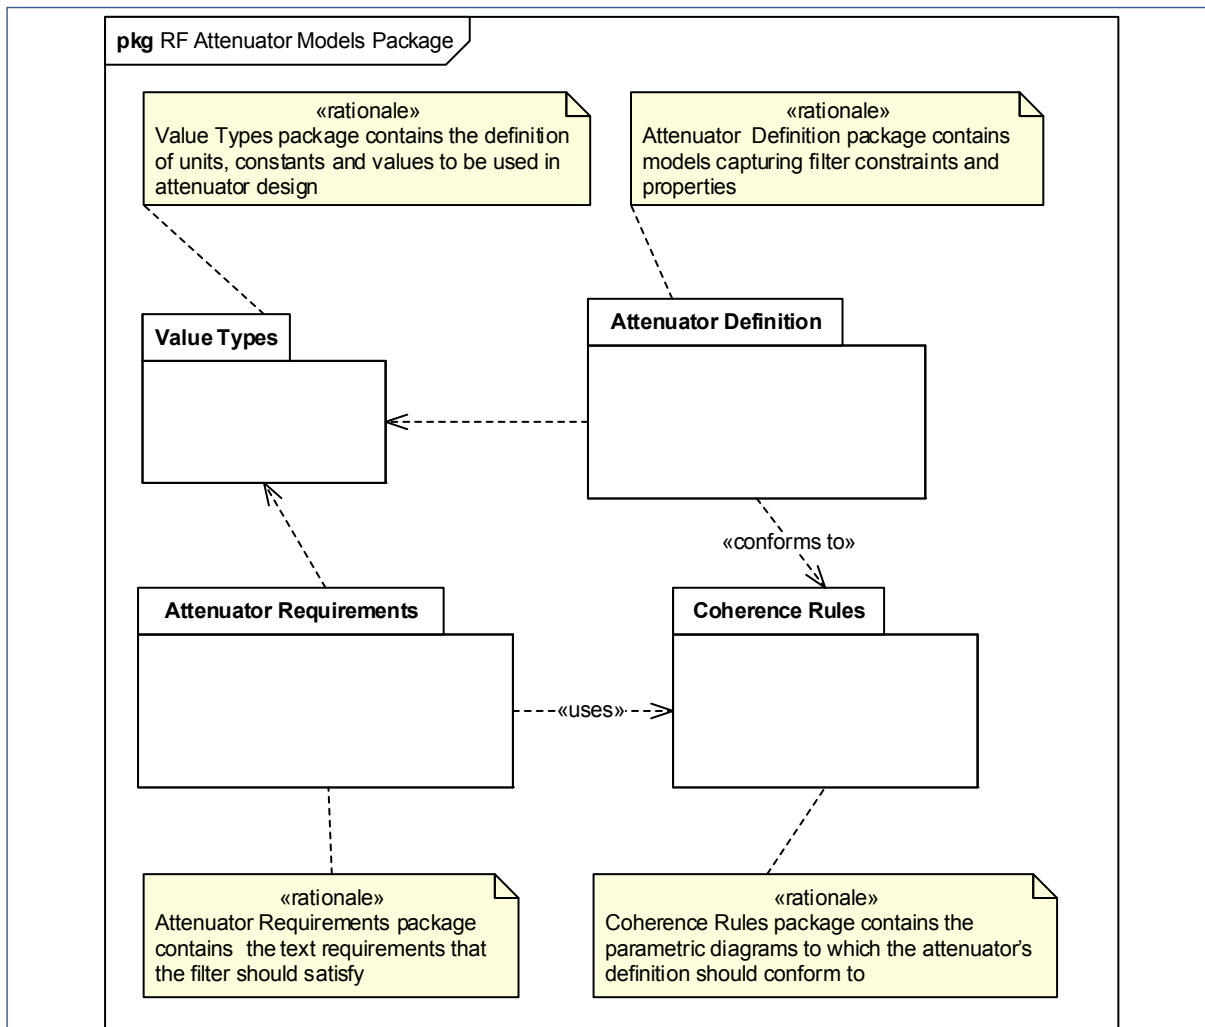 pkg RF Attenuator Models Package
«rationale»
Value Types package contains the definition
of units, constants and values to be used in
attenuator design
«rationale»
Attenuator  Definition package contains
models capturing filter constraints and
properties
Value Types
Attenuator Definition
«conforms to»
Attenuator Requirements
Coherence Rules
«uses»
«rationale»
Attenuator Requirements package
contains  the text requirements that
the filter should satisfy
«rationale»
Coherence Rules package contains the
parametric diagrams to which the attenuator’s
definition should conform to